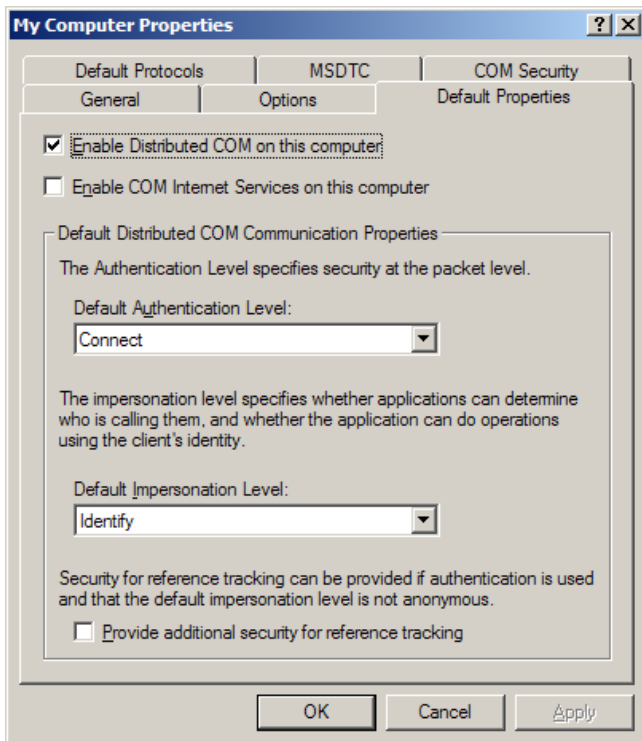 My Computer Properties
Default Protocols MSDTC COM Security
General Options Default Properties
Enable Distributed COM on this computer
Enable COM Internet Services on this computer
Default Distributed COM Communication Properties
The Authentication Level specifies security at the packet level.
Default Authentication Level:
Connect
The impersonation level specifies whether applications can determine
who is calling them, and whether the application can do operations
using the client's identity.
Default Impersonation Level:
Identify
Security for reference tracking can be provided if authentication is used
and that the default impersonation level is not anonymous.
Provide additional security for reference tracking
OK Cancel Apply